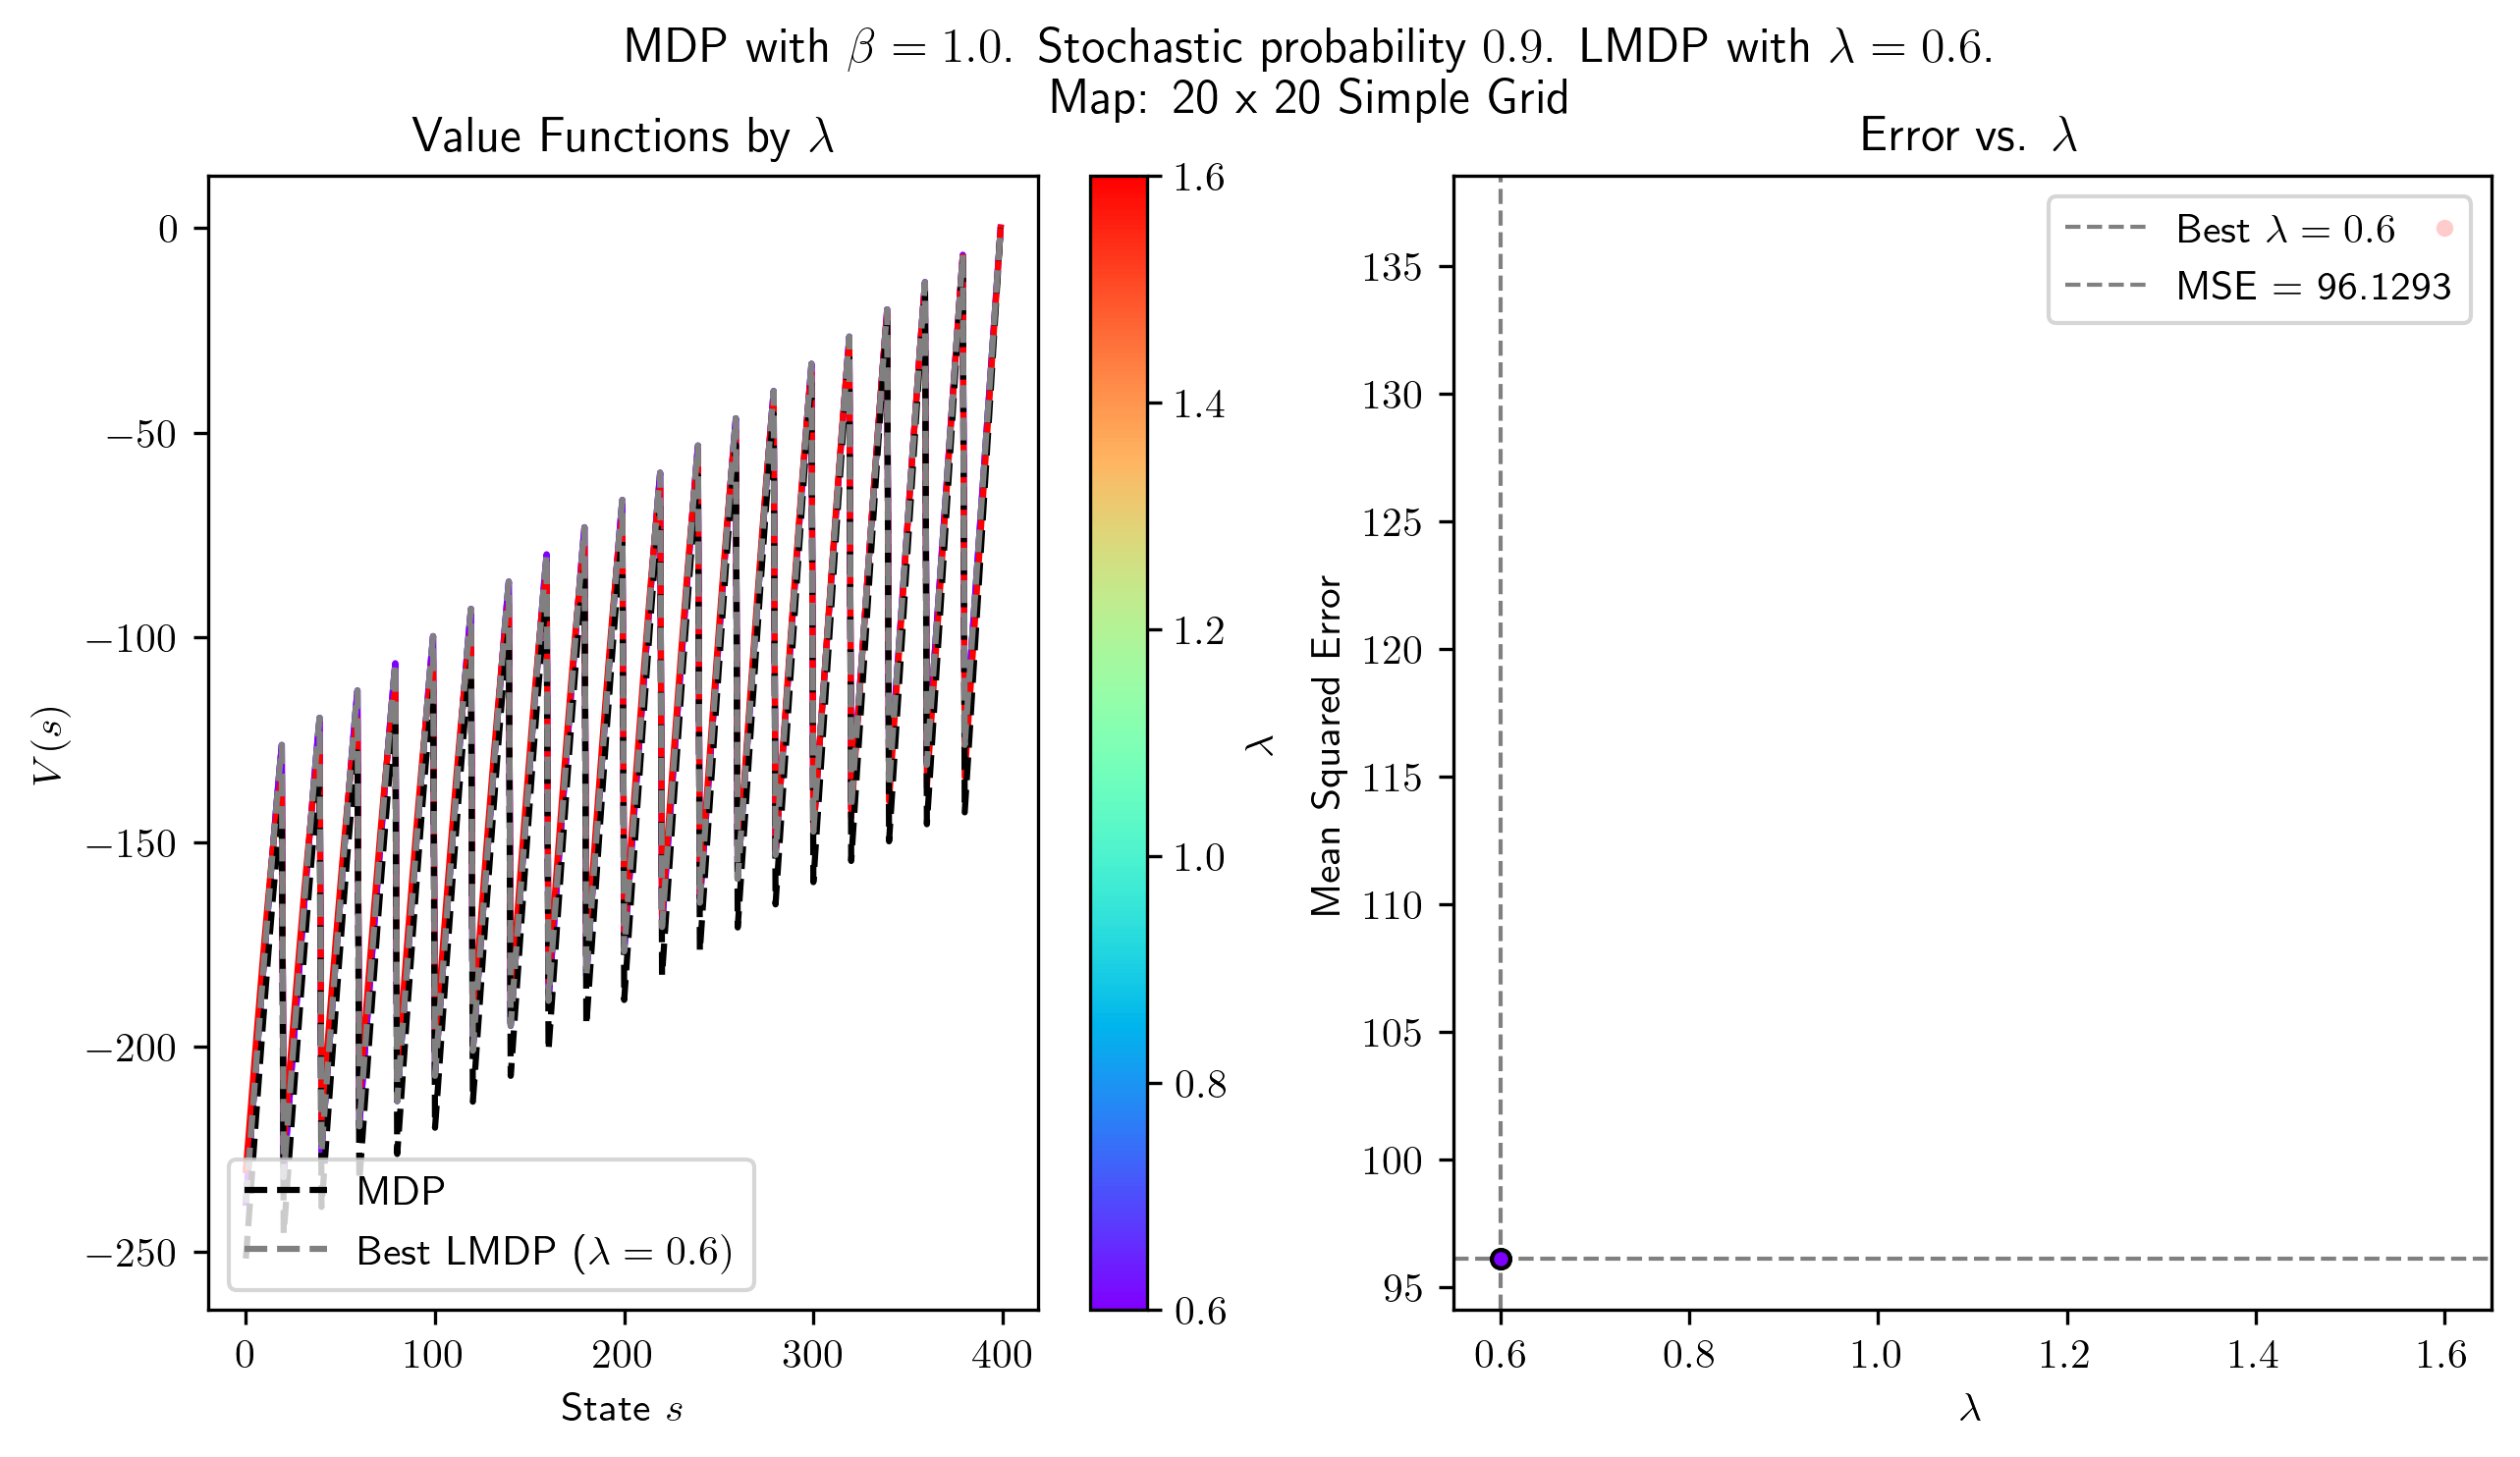 MDP with β = 1.0. Stochastic probability 0.9. LMDP with λ = 0.6.
Map: 20 x 20 Simple Grid
Value Functions by λ
0
−50
−100
−150
−200
−250
V(s)
0
100
200
300
400
State s
MDP
Best LMDP (λ = 0.6)
1.6
1.4
1.2
1.0
0.8
0.6
λ
Error vs. λ
Best λ = 0.6
MSE = 96.1293
135
130
125
120
115
110
105
100
95
Mean Squared Error
0.6
0.8
1.0
1.2
1.4
1.6
λ